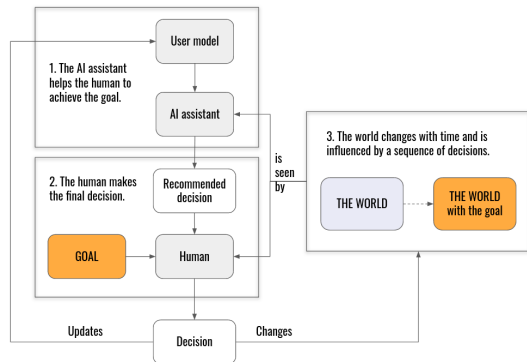 User model
1. The AI assistant
helps the human to
achieve the goal.
AI assistant
3. The world changes with time and is
influenced by a sequence of decisions.
is
seen
by
2. The human makes
the final decision.
Recommended
decision
THE WORLD
THE WORLD
with the goal
GOAL
Human
Updates
Decision
Changes